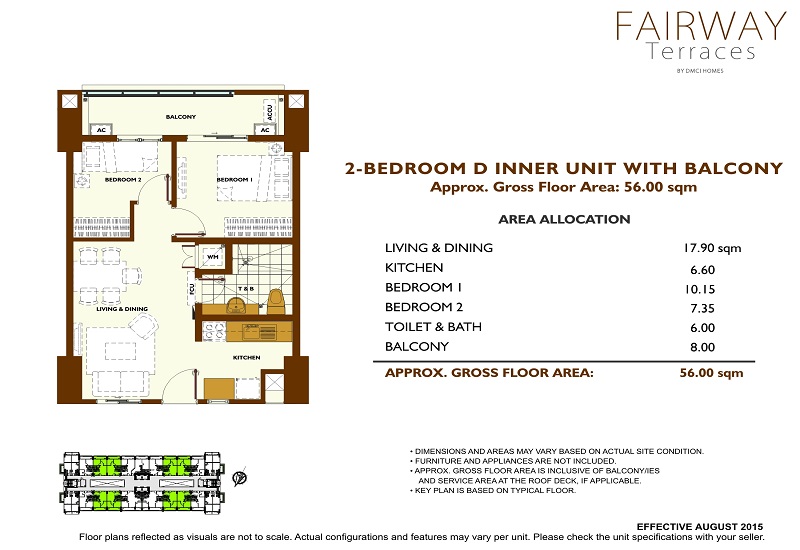 FAIRWAY
Terraces
BY DMCI HOMES
BALCONY
ACCU
AC
AC
BEDROOM 2
BEDROOM 1
WM
FCU
T & B
LIVING & DINING
KITCHEN
2-BEDROOM D INNER UNIT WITH BALCONY
Approx. Gross Floor Area: 56.00 sqm
AREA ALLOCATION
LIVING & DINING 17.90 sqm
KITCHEN 6.60
BEDROOM 1 10.15
BEDROOM 2 7.35
TOILET & BATH 6.00
BALCONY 8.00
APPROX. GROSS FLOOR AREA: 56.00 sqm
• DIMENSIONS AND AREAS MAY VARY BASED ON ACTUAL SITE CONDITION.
• FURNITURE AND APPLIANCES ARE NOT INCLUDED.
• APPROX. GROSS FLOOR AREA IS INCLUSIVE OF BALCONY/IES
AND SERVICE AREA AT THE ROOF DECK, IF APPLICABLE.
• KEY PLAN IS BASED ON TYPICAL FLOOR.
EFFECTIVE AUGUST 2015
Floor plans reflected as visuals are not to scale. Actual configurations and features may vary per unit. Please check the unit specifications with your seller.